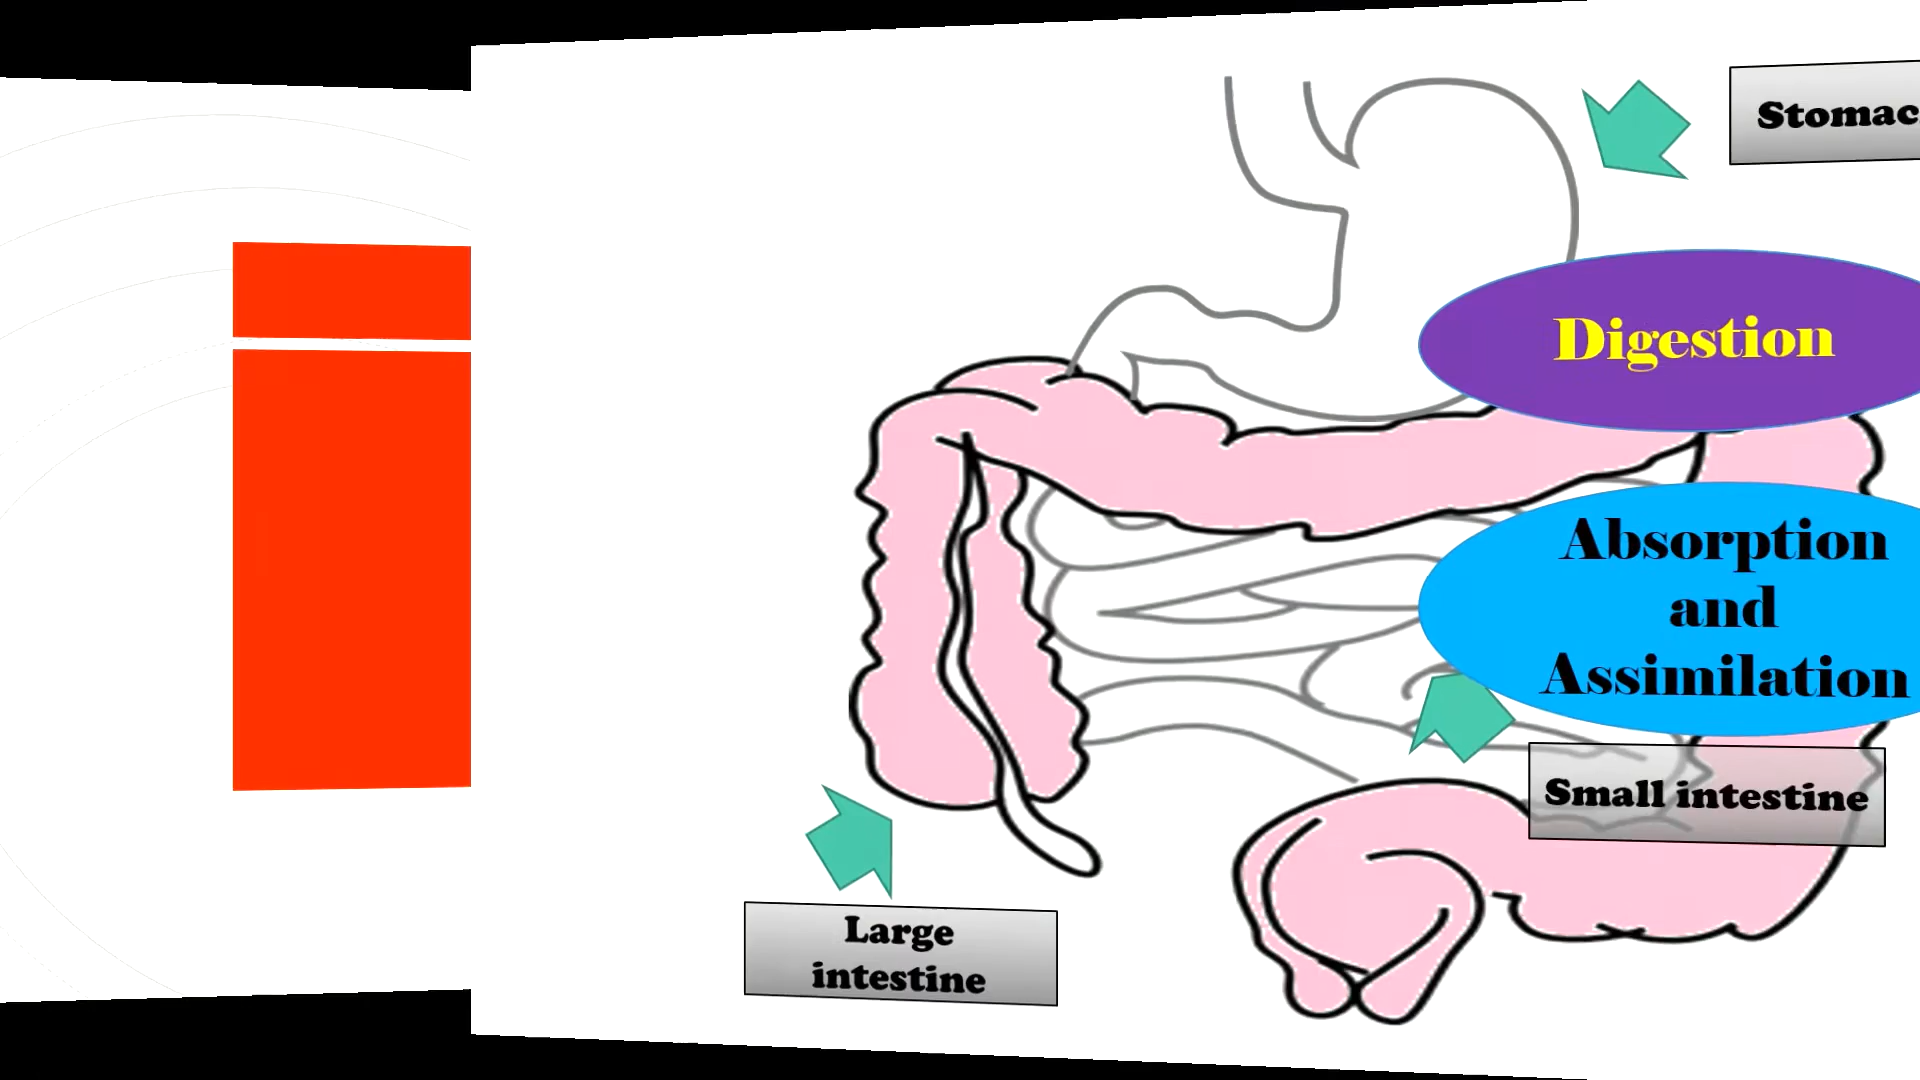 Stomac
Digestion
Absorption
and
Assimilation
Small intestine
Large
intestine